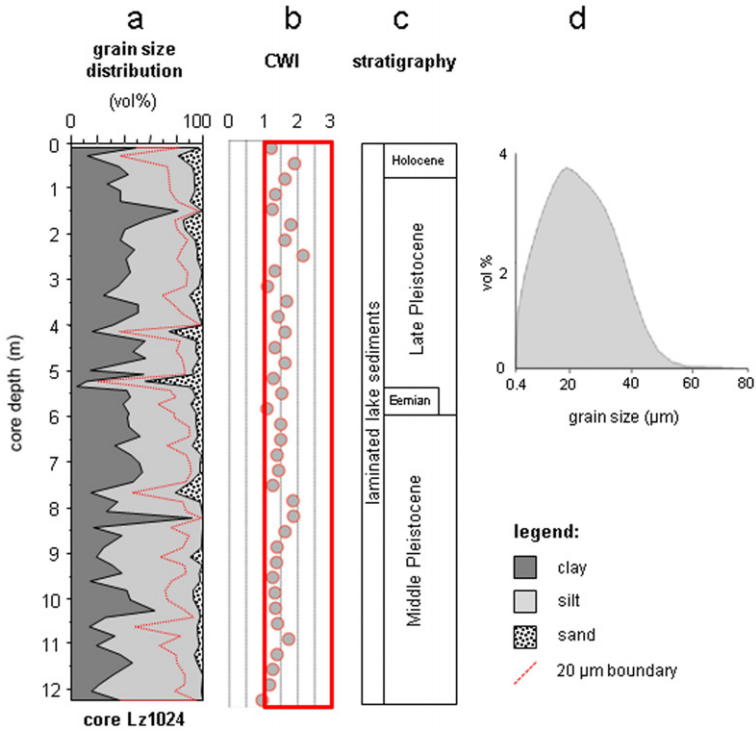 a
grain size
distribution
(vol%)
0 100
b
CWI
0 1 2 3
c
stratigraphy
d
core depth (m)
0
1
2
3
4
5
6
7
8
9
10
11
12
core Lz1024
laminated lake sediments
Holocene
Late Pleistocene
Eemian
Middle Pleistocene
vol %
4
2
0
0.4 20 40 60 80
grain size (µm)
legend:
clay
silt
sand
20 µm boundary